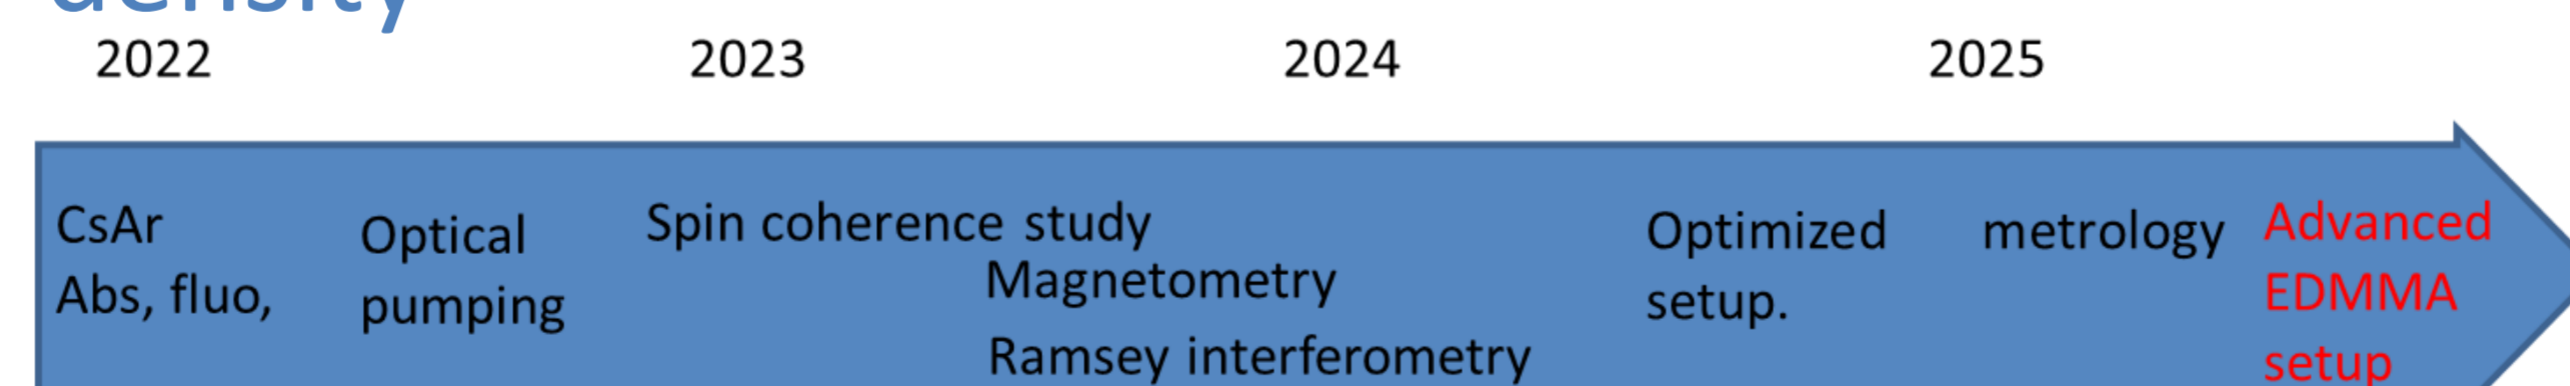 density
2022 2023 2024 2025
CsAr
Abs, fluo,
Optical
pumping
Spin coherence study
Magnetometry
Ramsey interferometry
Optimized metrology
setup.
Advanced
EDMMA
setup